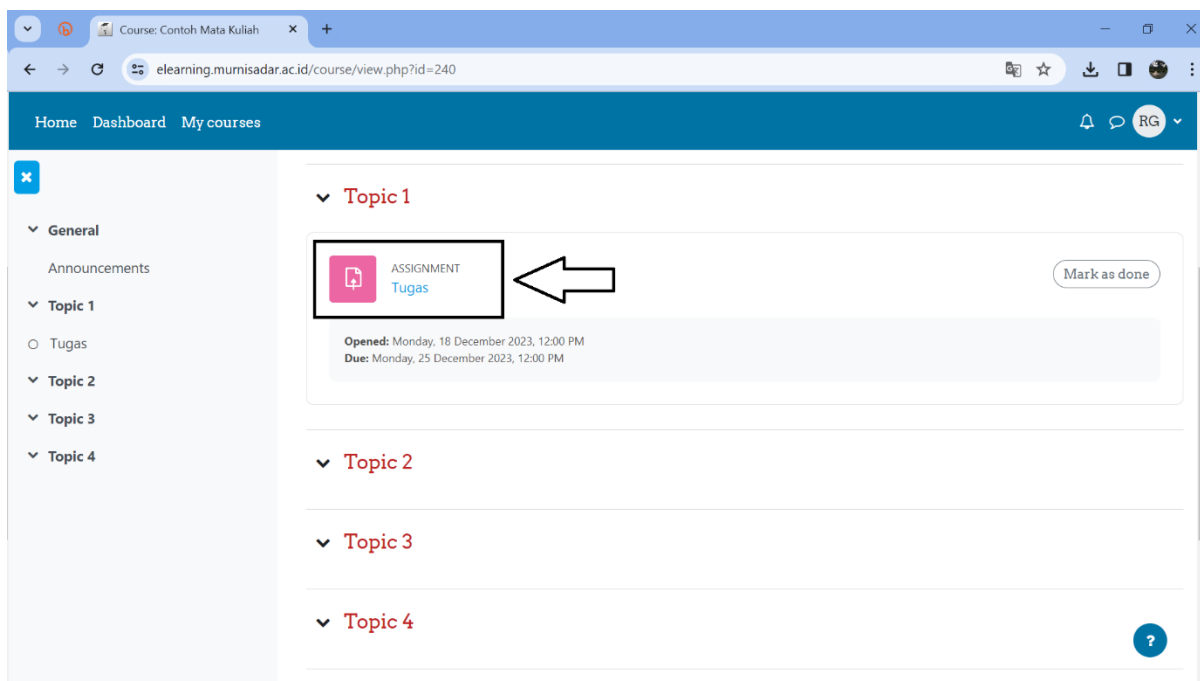 Course: Contoh Mata Kuliah
elearning.murnisadar.ac.id/course/view.php?id=240
Home Dashboard My courses
RG
General
Announcements
Topic 1
Tugas
Topic 2
Topic 3
Topic 4
Topic 1
ASSIGNMENT
Tugas
Mark as done
Opened: Monday, 18 December 2023, 12:00 PM
Due: Monday, 25 December 2023, 12:00 PM
Topic 2
Topic 3
Topic 4
?